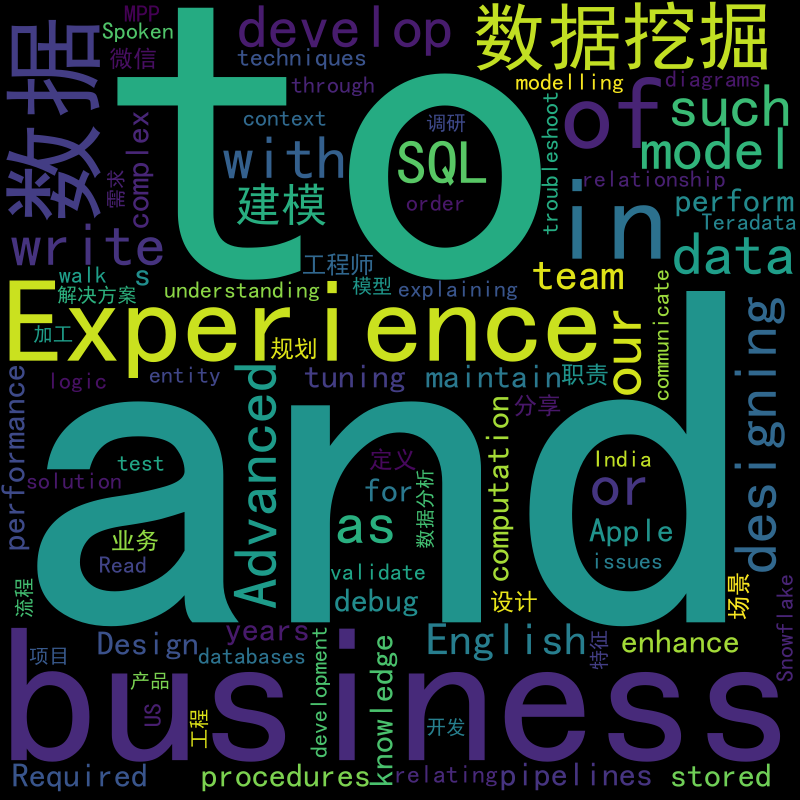 MPP
Spoken
微信
develop
techniques
through
数据挖掘
modelling
diagrams
数据
to
of
such
complex
context
调研
troubleshoot
with
SQL
model
需求
relationship
建模
order
in
perform
Teradata
write
工程师
data
walk
s
team
解决方案
understanding
模型
explaining
communicate
Experience
加工
规划
our
designing
logic
entity
tuning
maintain
职责
performance
Advanced
and
分享
computation
test
定义
India
solution
for
or
as
数据分析
业务
Apple
Read
validate
issues
流程
debug
设计
场景
Snowflake
years
Design
English
enhance
项目
databases
特征
business
产品
development
knowledge
US
工程
开发
Required
procedures
relating
pipelines
stored